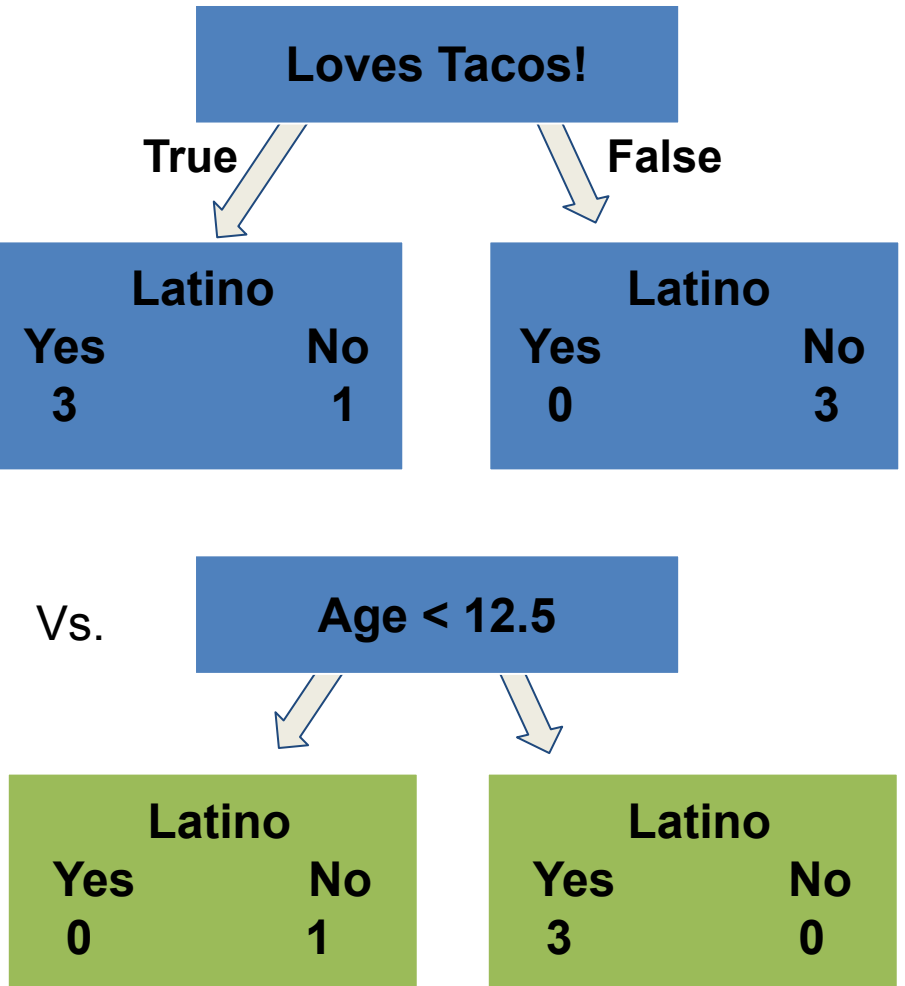 Loves Tacos!
True False
Latino Latino
Yes No Yes No
3 1 0 3
Vs. Age < 12.5
Latino Latino
Yes No Yes No
0 1 3 0